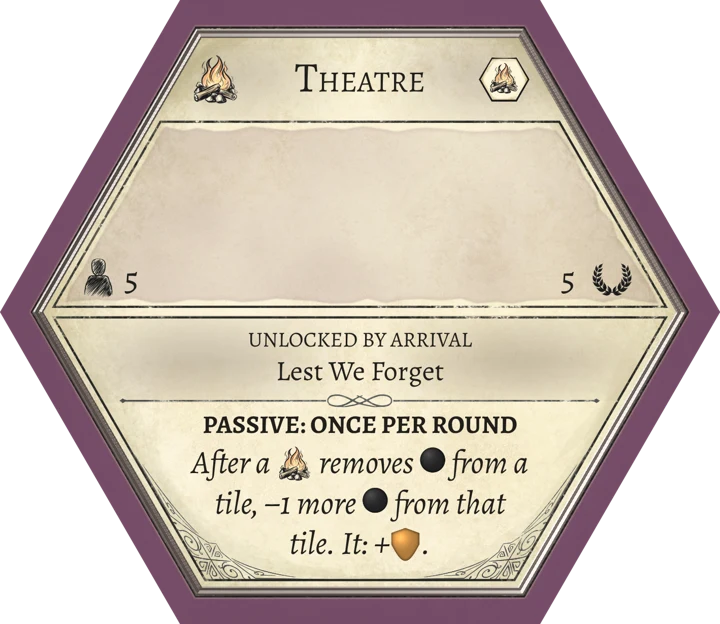 Theatre
5
5
UNLOCKED BY ARRIVAL
Lest We Forget
PASSIVE: ONCE PER ROUND
After a removes from a
tile, –1 more from that
tile. It: + .